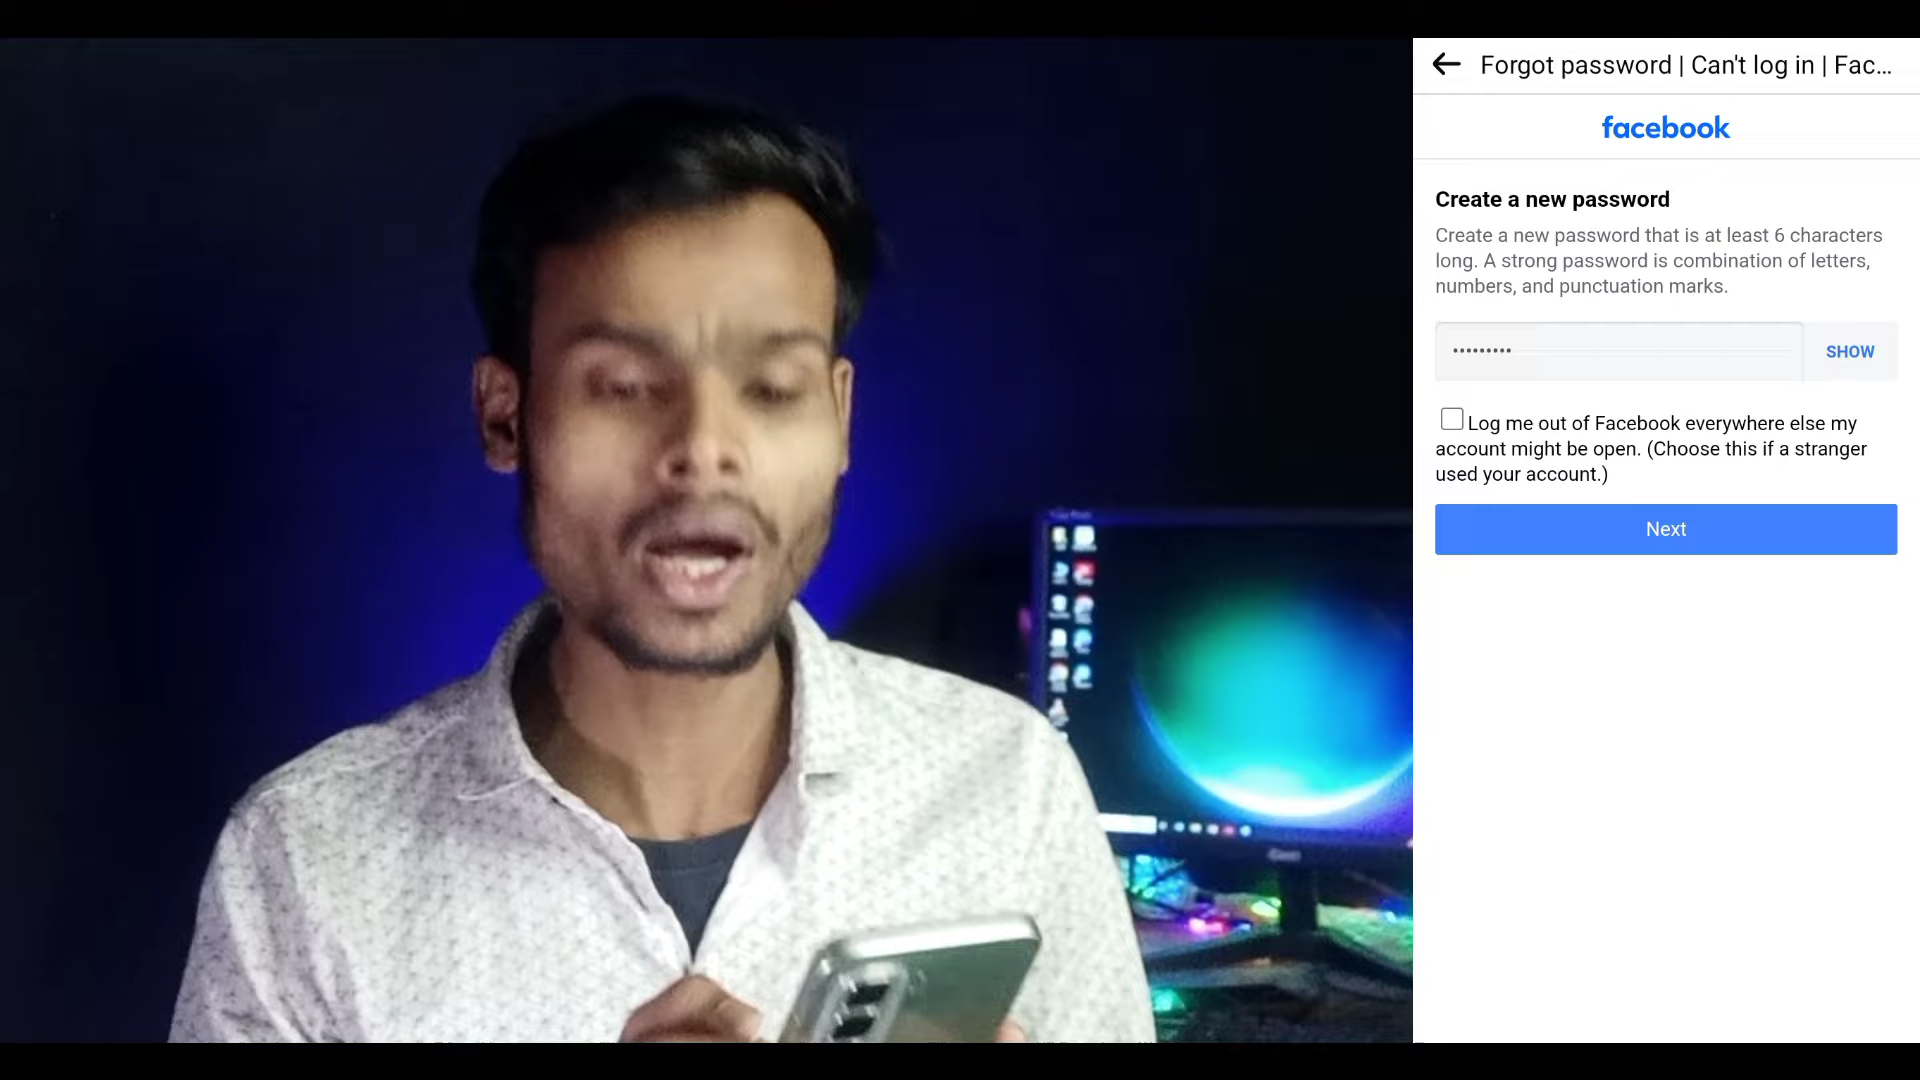 Forgot password | Can't log in | Fac...
facebook
Create a new password
Create a new password that is at least 6 characters
long. A strong password is combination of letters,
numbers, and punctuation marks.
•••••••••
SHOW
Log me out of Facebook everywhere else my
account might be open. (Choose this if a stranger
used your account.)
Next